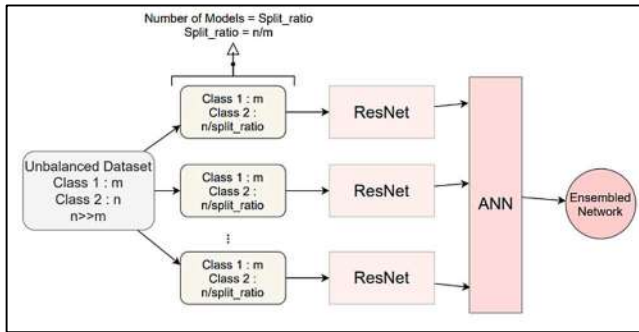 Number of Models = Split_ratio
Split_ratio = n/m
Class 1 : m
Class 2 :
n/split_ratio
ResNet
Unbalanced Dataset
Class 1 : m
Class 2 : n
n>>m
Class 1 : m
Class 2 :
n/split_ratio
ResNet
ANN
Ensembled
Network
...
Class 1 : m
Class 2 :
n/split_ratio
ResNet